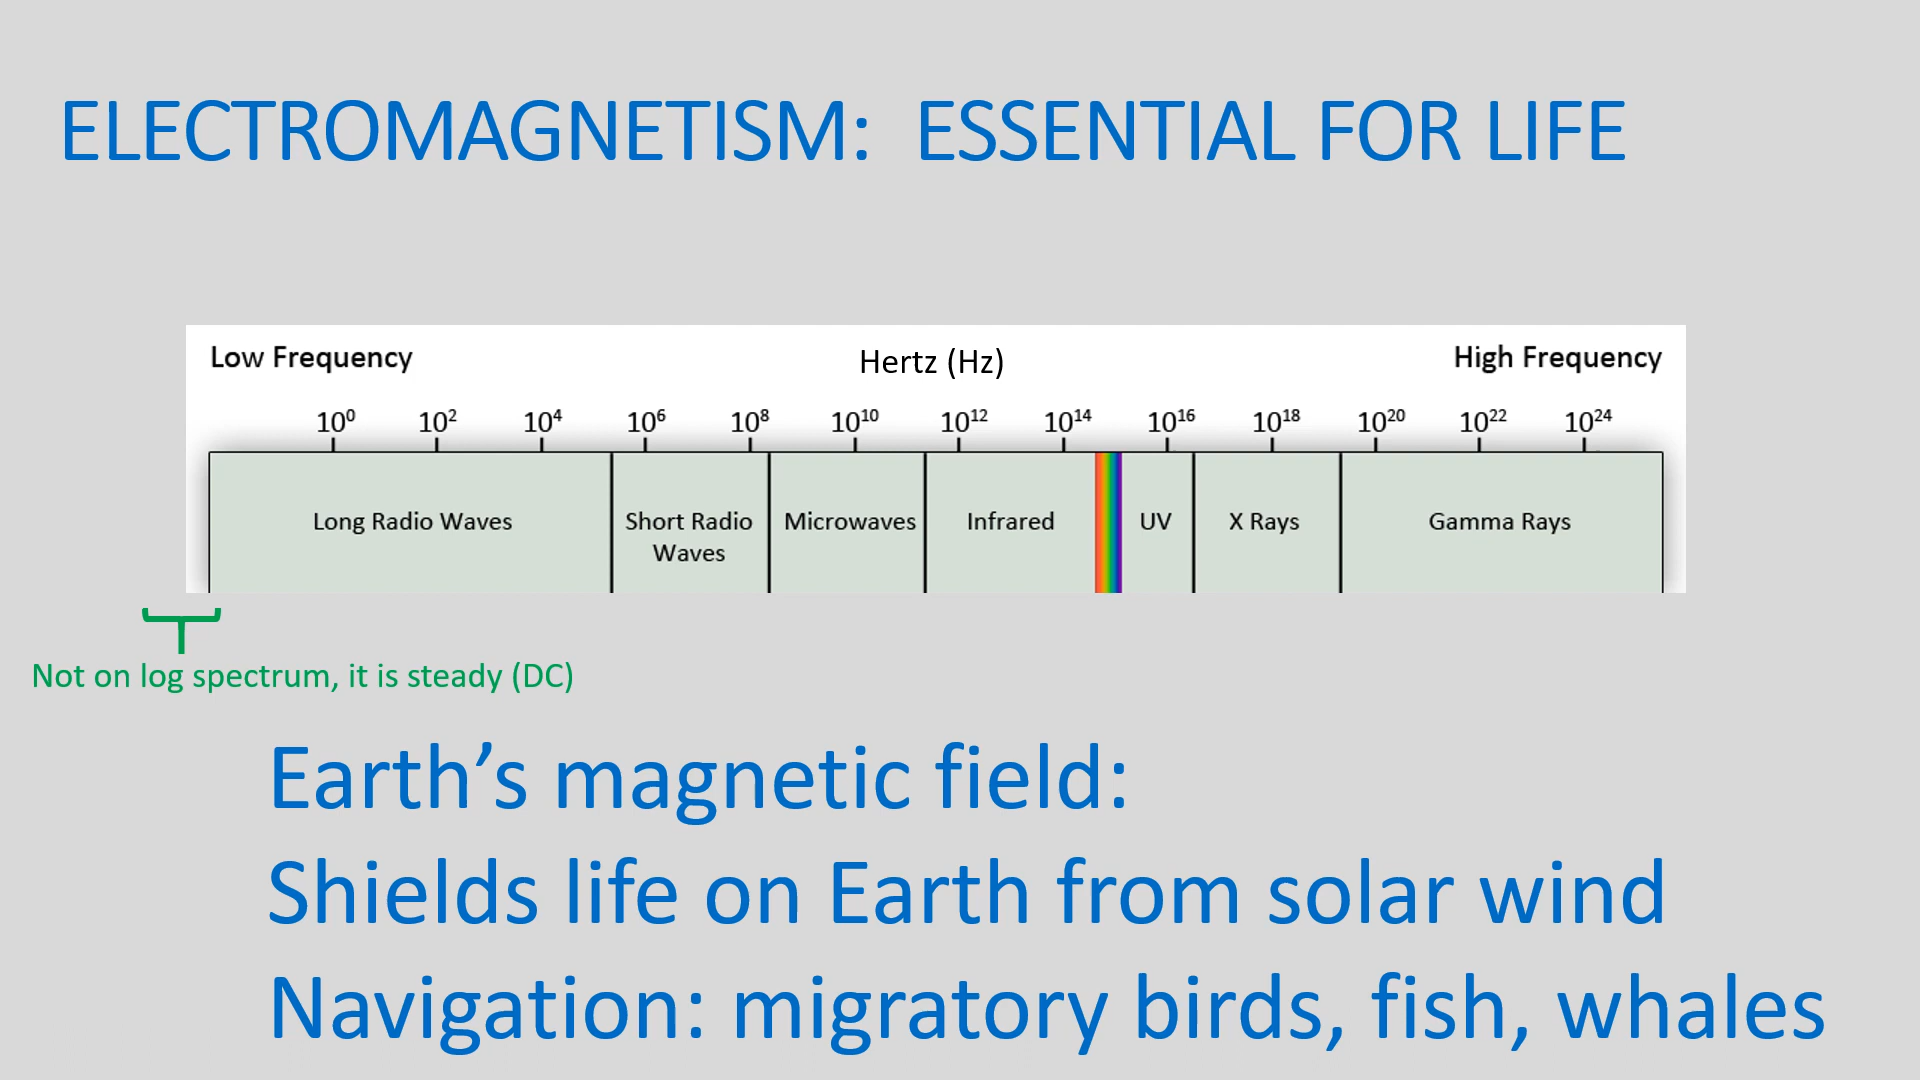 ELECTROMAGNETISM: ESSENTIAL FOR LIFE
Low Frequency Hertz (Hz) High Frequency
10⁰ 10² 10⁴ 10⁶ 10⁸ 10¹⁰ 10¹² 10¹⁴ 10¹⁶ 10¹⁸ 10²⁰ 10²² 10²⁴
Long Radio Waves Short Radio Microwaves Infrared UV X Rays Gamma Rays
Waves
Not on log spectrum, it is steady (DC)
Earth’s magnetic field:
Shields life on Earth from solar wind
Navigation: migratory birds, fish, whales